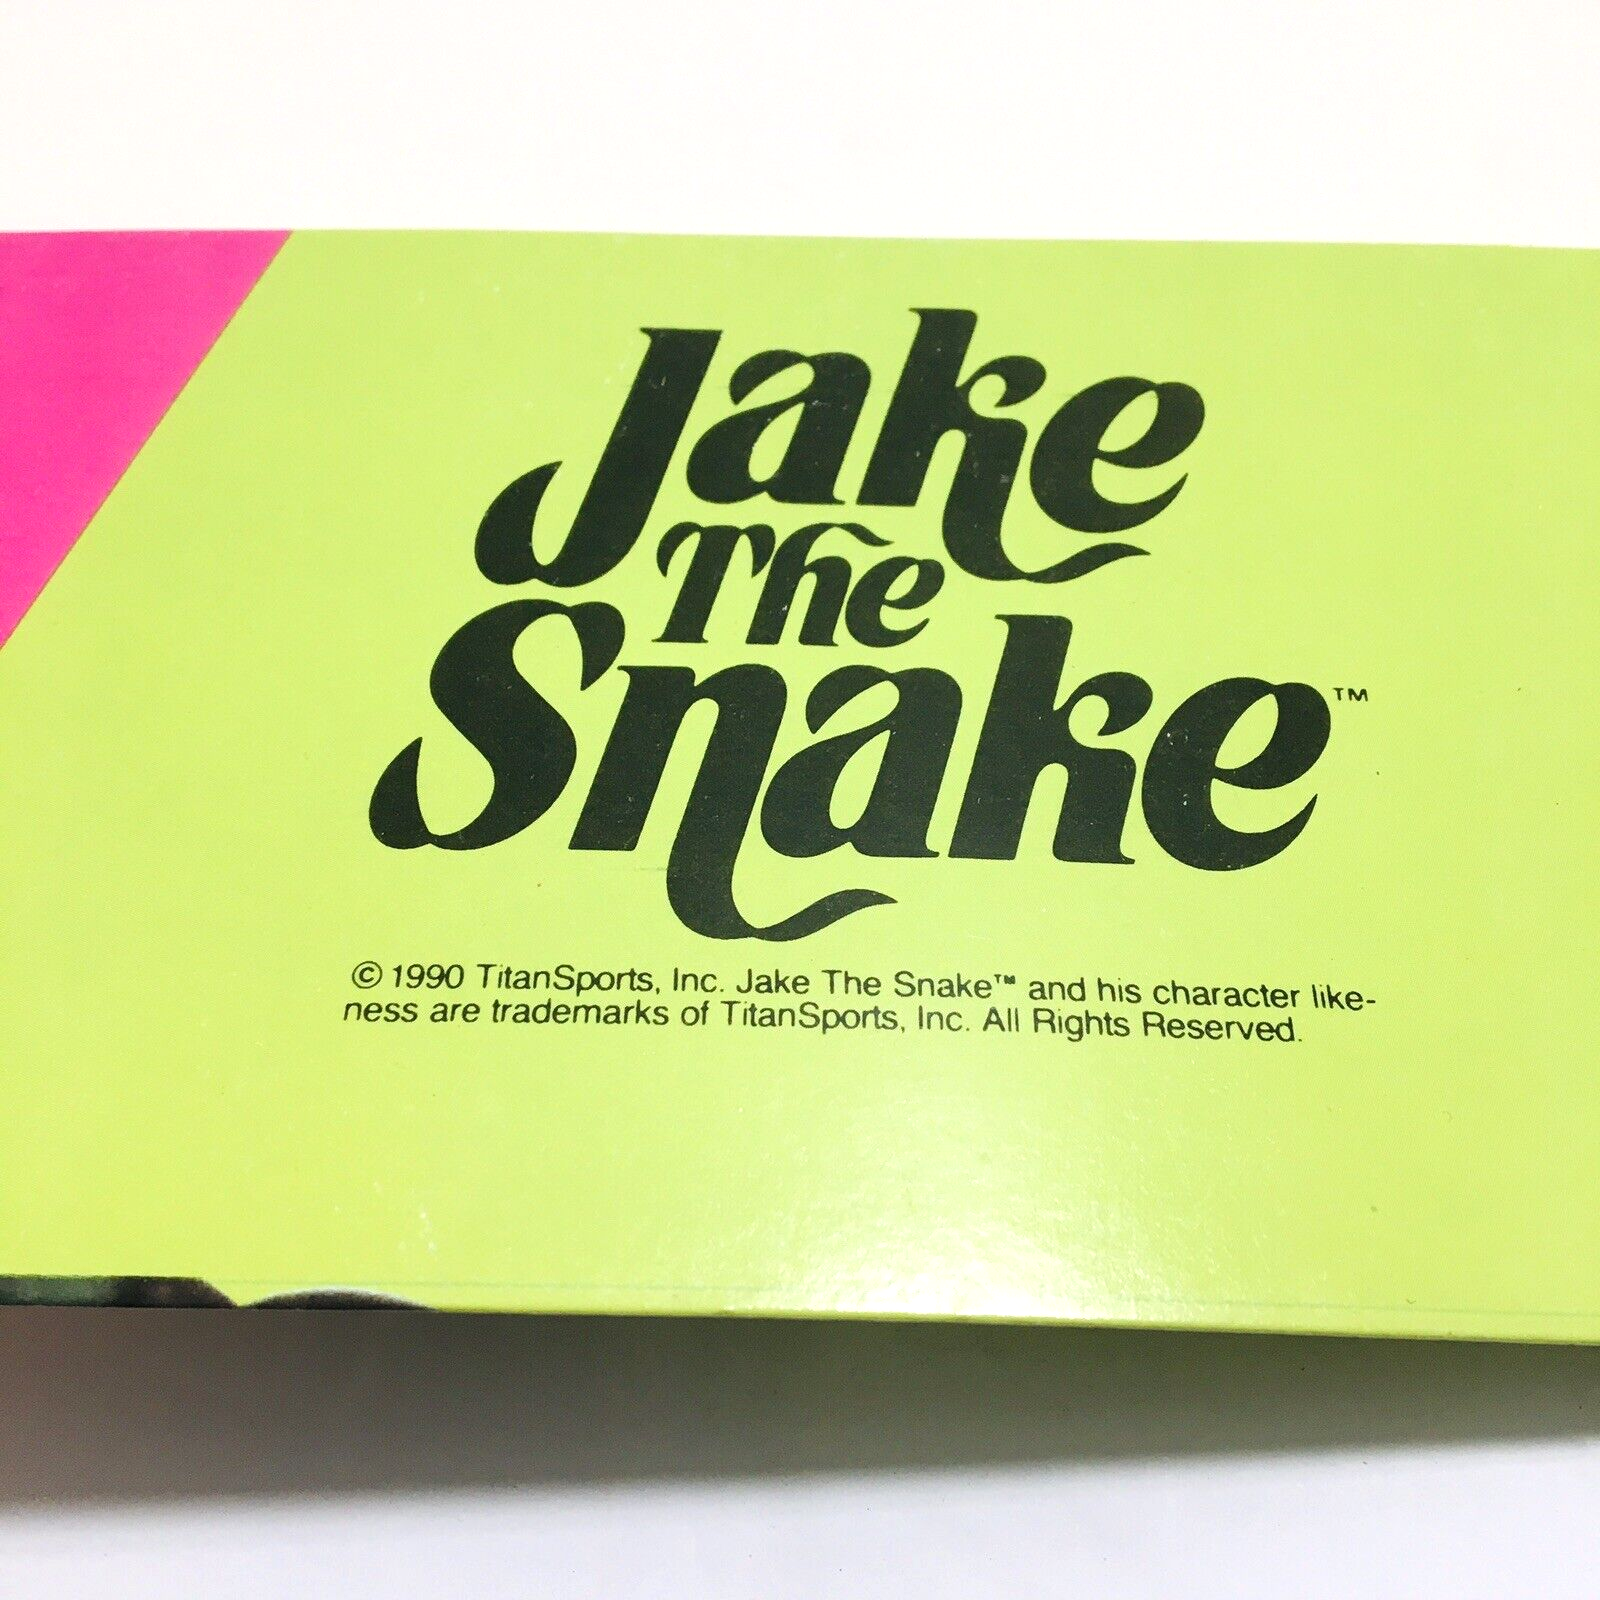 Jake
The
Snake™
© 1990 TitanSports, Inc. Jake The Snake™ and his character like-
ness are trademarks of TitanSports, Inc. All Rights Reserved.